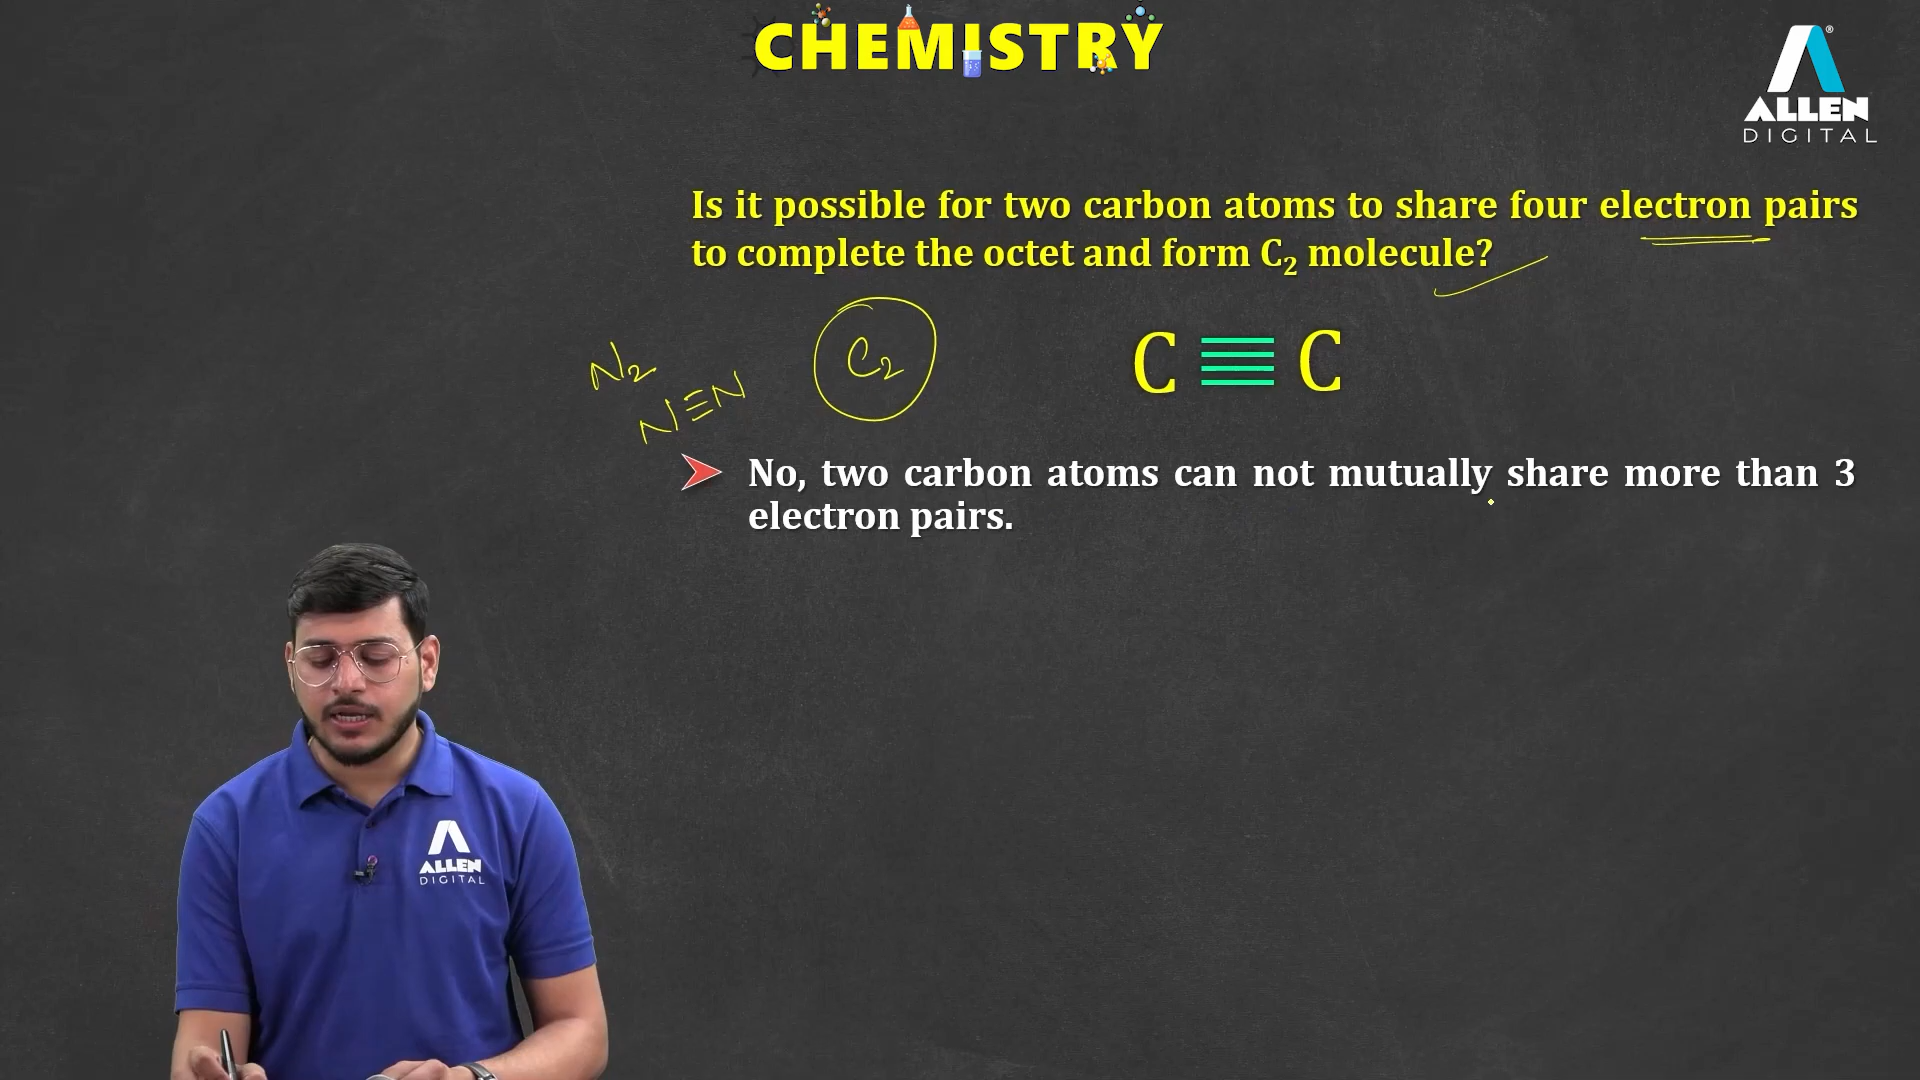 CHEMISTRY
ALLEN
DIGITAL
Is it possible for two carbon atoms to share four electron pairs
to complete the octet and form C₂ molecule?
N₂
N≡N
C₂
C C
No, two carbon atoms can not mutually share more than 3
electron pairs.
ALLEN
DIGITAL